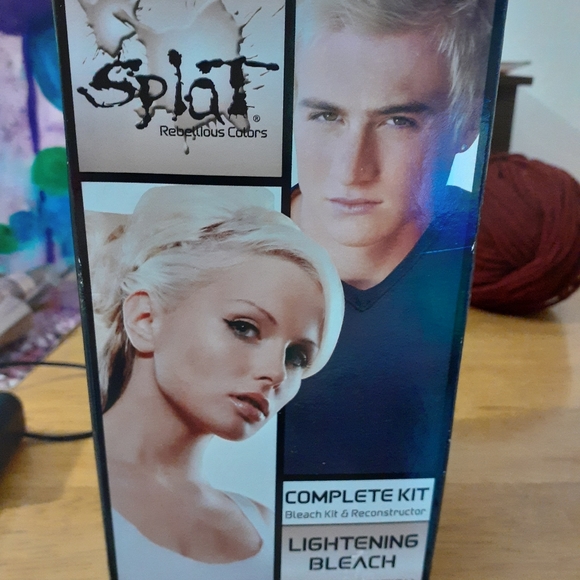 Splat®
Rebellious Colors
COMPLETE KIT
Bleach Kit & Reconstructor
LIGHTENING
BLEACH